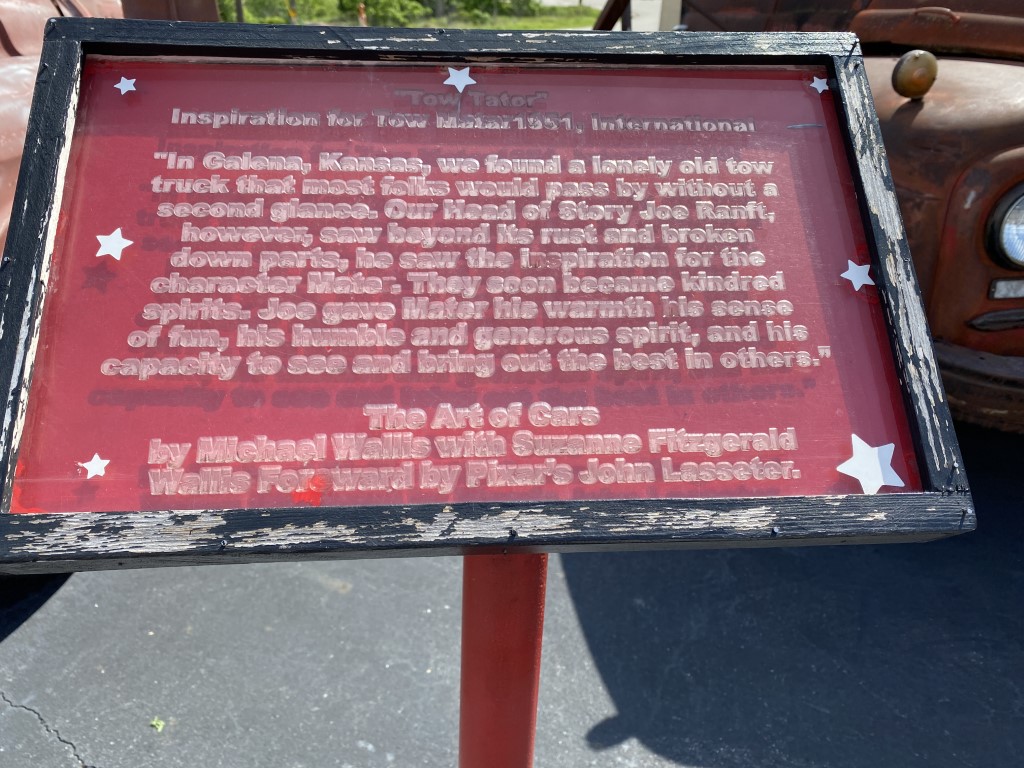 "Tow Tater"
Inspiration for Tow Mater 1951, International
"In Galena, Kansas, we found a lonely old tow
truck that most folks would pass by without a
second glance. Our Head of Story Joe Ranft,
however, saw beyond its rust and broken
down parts, he saw the inspiration for the
character Mater. They soon became kindred
spirits. Joe gave Mater his warmth his sense
of fun, his humble and generous spirit, and his
capacity to see and bring out the best in others."
The Art of Cars
by Michael Wallis with Suzanne Fitzgerald
Wallis Foreward by Pixar's John Lasseter.